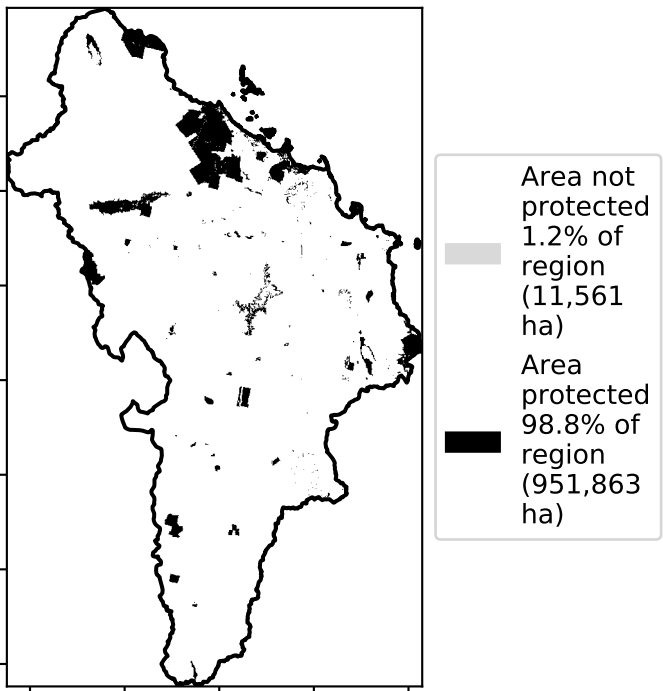 Area not
protected
1.2% of
region
(11,561
ha)
Area
protected
98.8% of
region
(951,863
ha)